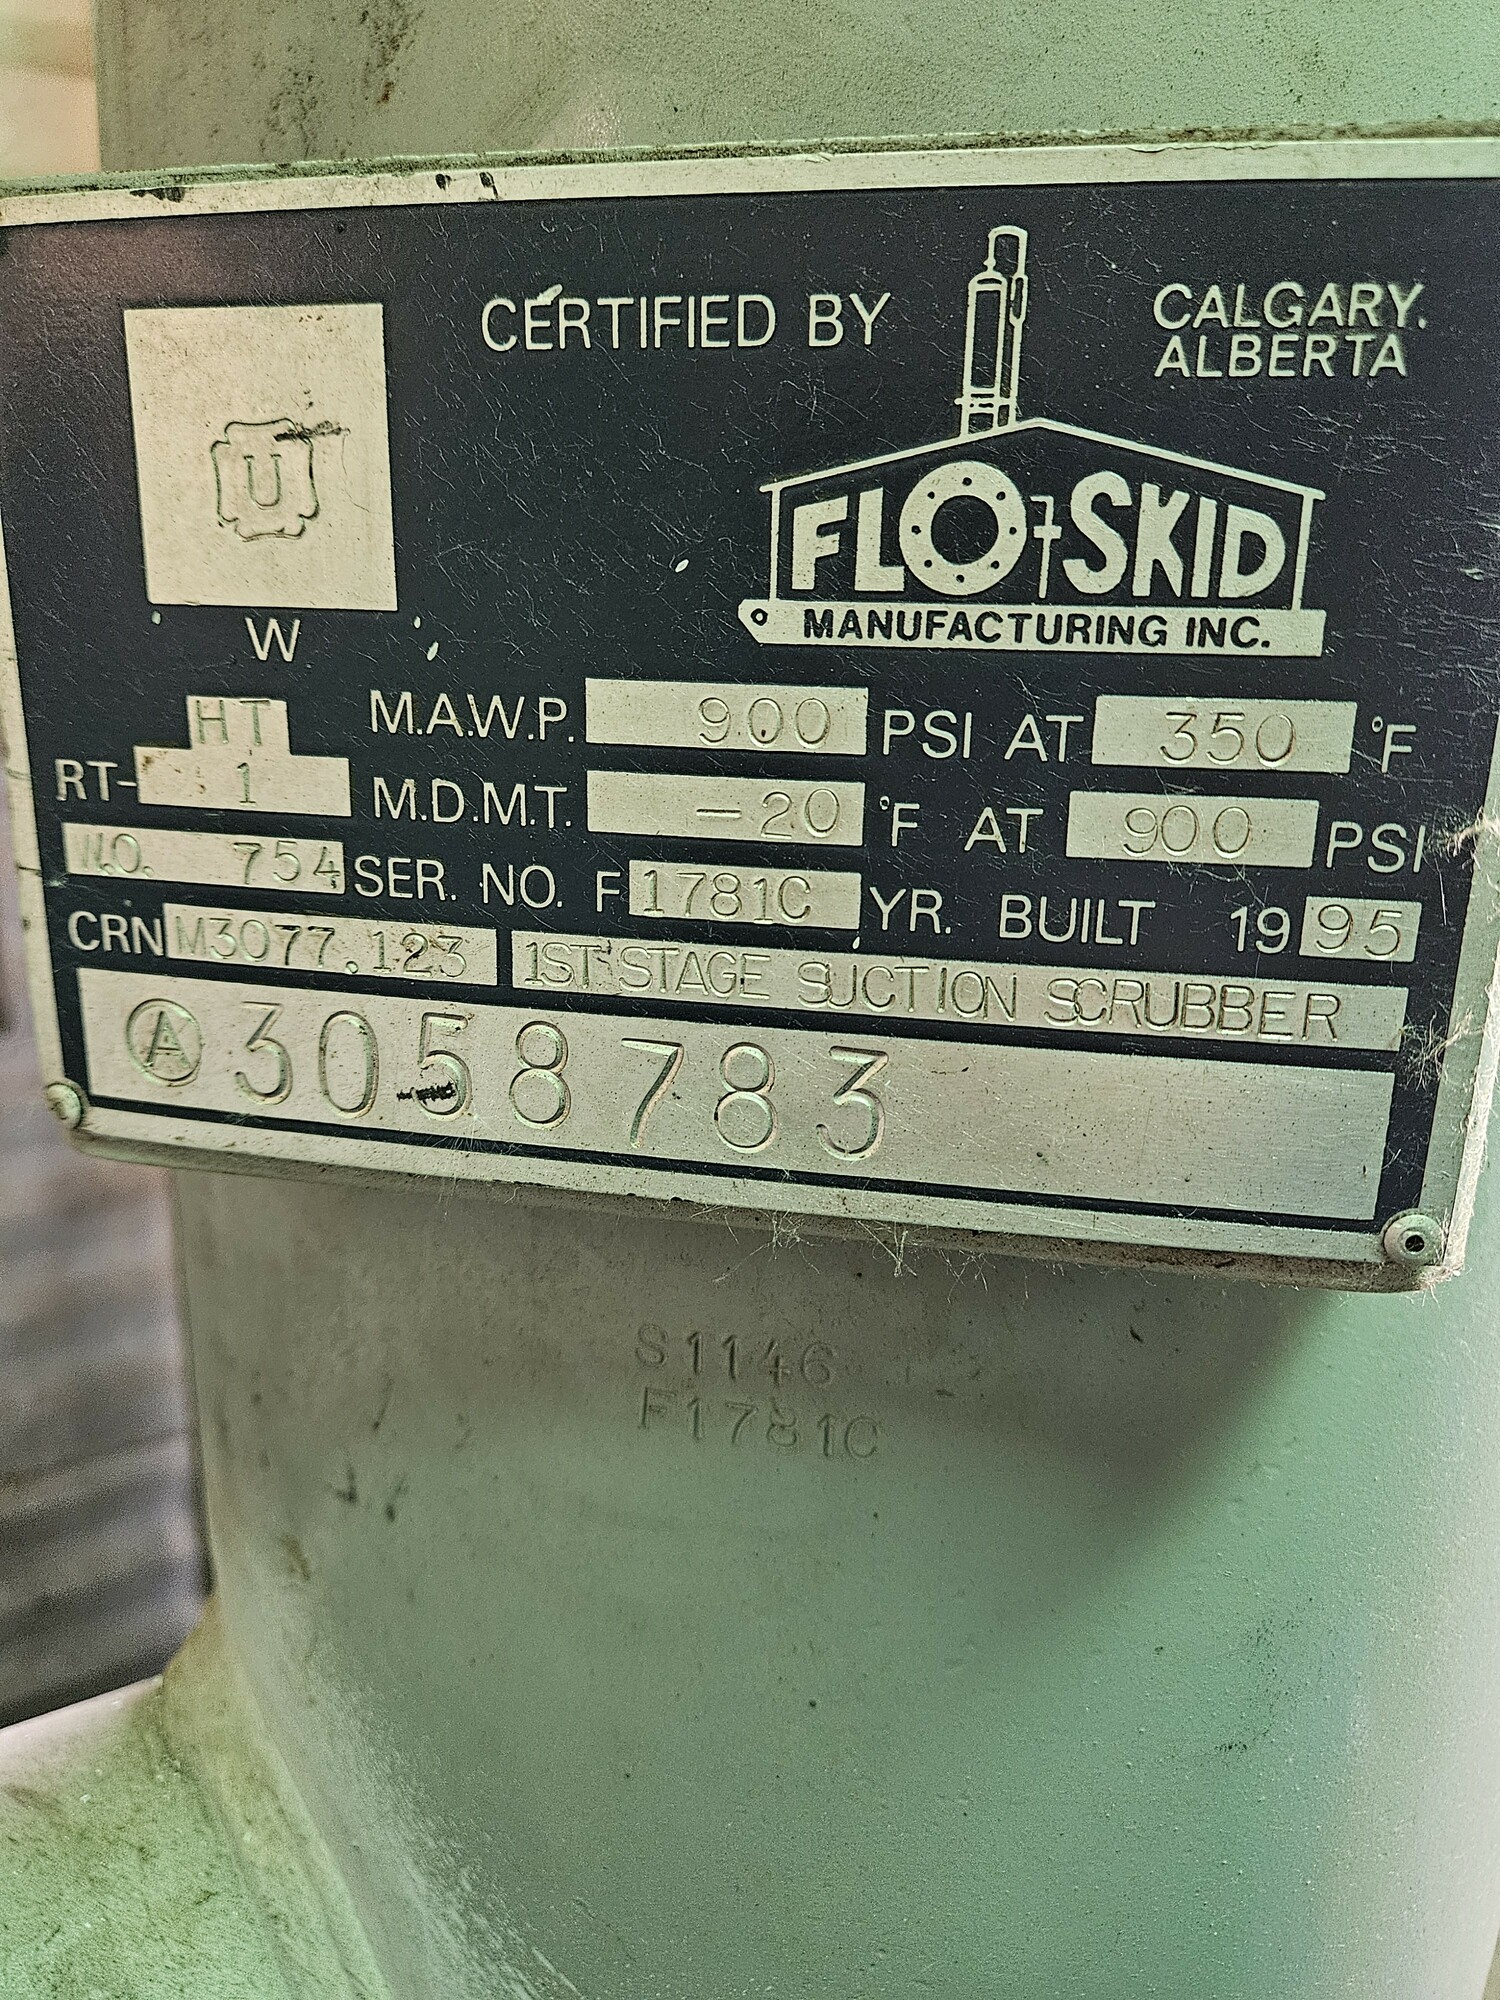 CERTIFIED BY
CALGARY.
ALBERTA
U
FLO-SKID
MANUFACTURING INC.
W
HT
M.A.W.P. 900 PSI AT 350 °F
RT- 1
M.D.M.T. -20 °F AT 900 PSI
754 SER. NO. F1781C YR. BUILT 1995
CRN M3077.123 1ST STAGE SUCTION SCRUBBER
A 3058783
S1146
F1781C